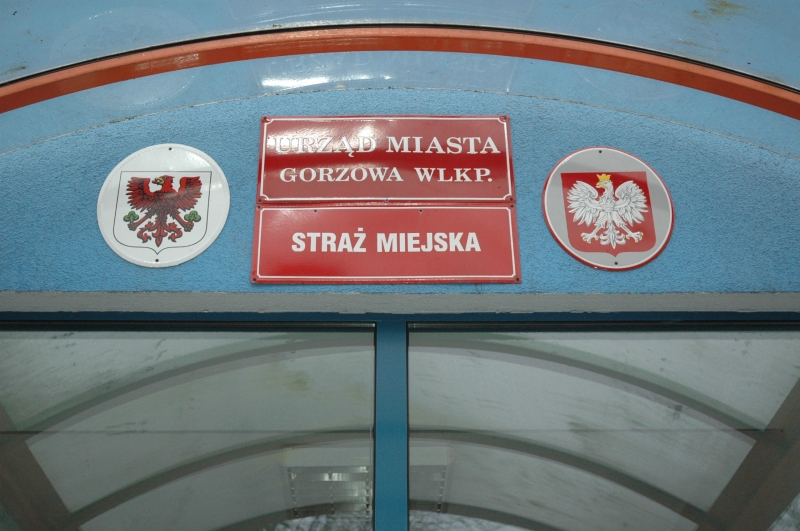 URZĄD MIASTA
GORZOWA WLKP.
STRAŻ MIEJSKA